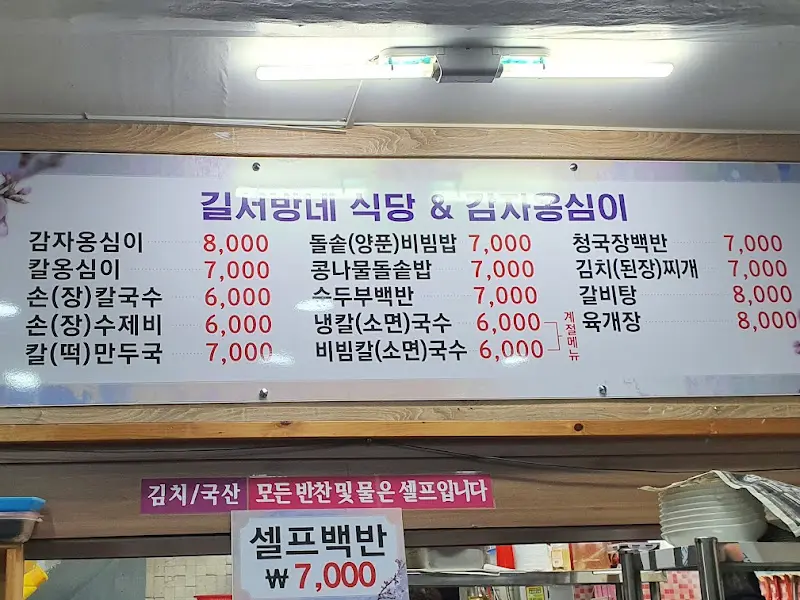 길서방네 식당 & 감자옹심이
감자옹심이 8,000
칼옹심이 7,000
손(장)칼국수 6,000
손(장)수제비 6,000
칼(떡)만두국 7,000
돌솥(양푼)비빔밥 7,000
콩나물돌솥밥 7,000
순두부백반 7,000
냉칼(소면)국수 6,000
비빔칼(소면)국수 6,000
계절메뉴
청국장백반 7,000
김치(된장)찌개 7,000
갈비탕 8,000
육개장 8,000
김치/국산 모든 반찬 및 물은 셀프입니다
셀프백반
₩7,000